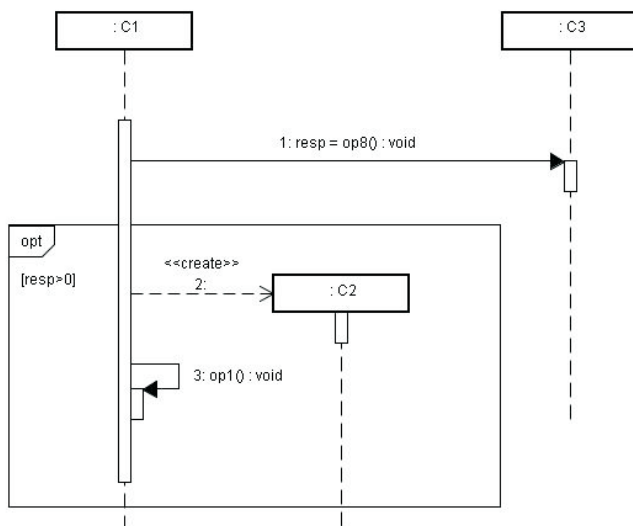 : C1
: C3
1: resp = op8() : void
opt
[resp>0]
<<create>>
2:
: C2
3: op1() : void